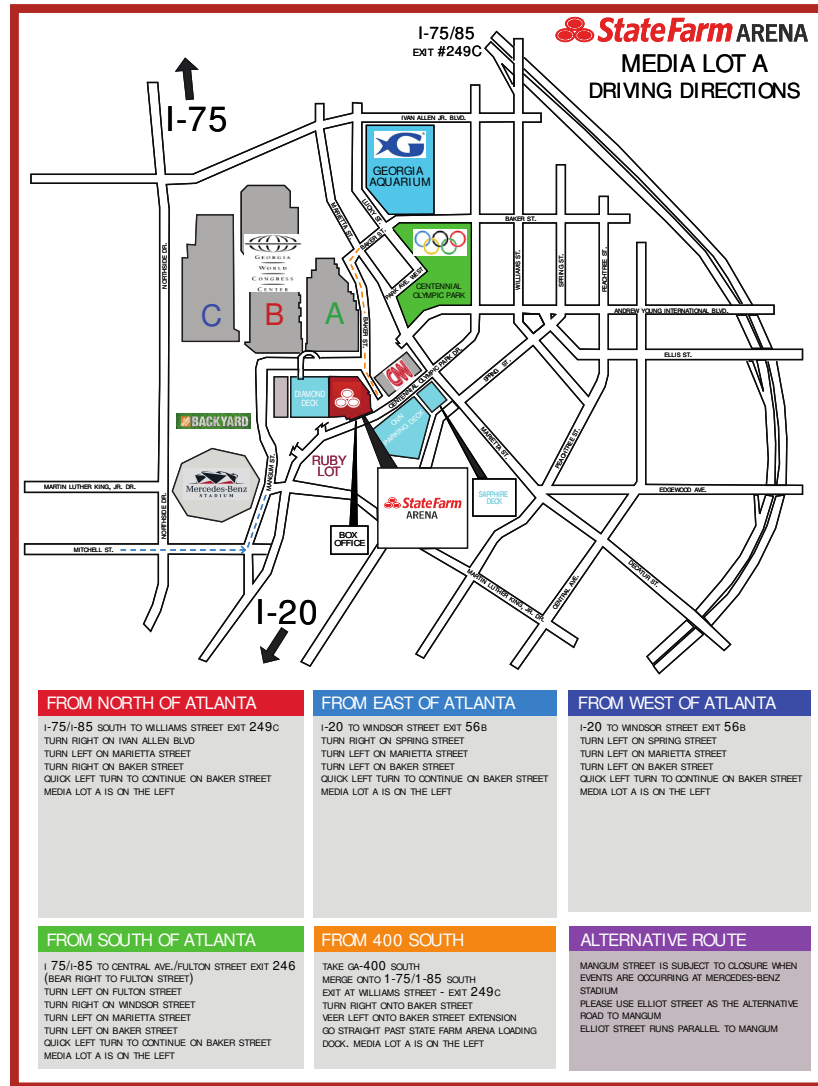 I-75/85
EXIT #249C
StateFarm ARENA
MEDIA LOT A
DRIVING DIRECTIONS
I-75
IVAN ALLEN JR. BLVD.
GEORGIA
AQUARIUM
LUCKY ST.
MARIETTA ST.
BAKER ST.
BAKER ST.
NORTHSIDE DR.
GEORGIA
WORLD
CONGRESS
CENTER
C
B
A
PARK AVE. WEST
CENTENNIAL
OLYMPIC PARK
WILLIAMS ST.
SPRING ST.
PEACHTREE ST.
ANDREW YOUNG INTERNATIONAL BLVD.
BAKER ST.
ELLIS ST.
CNN
CENTENNIAL OLYMPIC PARK DR.
SPRING ST.
DIAMOND
DECK
CNN
PARKING DECK
BACKYARD
MARIETTA ST.
PEACHTREE ST.
RUBY
LOT
MANGUM ST.
MARTIN LUTHER KING, JR. DR.
Mercedes-Benz
STADIUM
StateFarm
ARENA
SAPPHIRE
DECK
EDGEWOOD AVE.
NORTHSIDE DR.
BOX
OFFICE
MITCHELL ST.
MARTIN LUTHER KING, JR. DR.
CENTRAL AVE.
DECATUR ST.
I-20
FROM NORTH OF ATLANTA
I-75/I-85 SOUTH TO WILLIAMS STREET EXIT 249C
TURN RIGHT ON IVAN ALLEN BLVD
TURN LEFT ON MARIETTA STREET
TURN RIGHT ON BAKER STREET
QUICK LEFT TURN TO CONTINUE ON BAKER STREET
MEDIA LOT A IS ON THE LEFT
FROM EAST OF ATLANTA
I-20 TO WINDSOR STREET EXIT 56B
TURN RIGHT ON SPRING STREET
TURN LEFT ON MARIETTA STREET
TURN LEFT ON BAKER STREET
QUICK LEFT TURN TO CONTINUE ON BAKER STREET
MEDIA LOT A IS ON THE LEFT
FROM WEST OF ATLANTA
I-20 TO WINDSOR STREET EXIT 56B
TURN LEFT ON SPRING STREET
TURN LEFT ON MARIETTA STREET
TURN LEFT ON BAKER STREET
QUICK LEFT TURN TO CONTINUE ON BAKER STREET
MEDIA LOT A IS ON THE LEFT
FROM SOUTH OF ATLANTA
I 75/I-85 TO CENTRAL AVE./FULTON STREET EXIT 246
(BEAR RIGHT TO FULTON STREET)
TURN LEFT ON FULTON STREET
TURN RIGHT ON WINDSOR STREET
TURN LEFT ON MARIETTA STREET
TURN LEFT ON BAKER STREET
QUICK LEFT TURN TO CONTINUE ON BAKER STREET
MEDIA LOT A IS ON THE LEFT
FROM 400 SOUTH
TAKE GA-400 SOUTH
MERGE ONTO 1-75/1-85 SOUTH
EXIT AT WILLIAMS STREET - EXIT 249C
TURN RIGHT ONTO BAKER STREET
VEER LEFT ONTO BAKER STREET EXTENSION
GO STRAIGHT PAST STATE FARM ARENA LOADING
DOCK. MEDIA LOT A IS ON THE LEFT
ALTERNATIVE ROUTE
MANGUM STREET IS SUBJECT TO CLOSURE WHEN
EVENTS ARE OCCURRING AT MERCEDES-BENZ
STADIUM
PLEASE USE ELLIOT STREET AS THE ALTERNATIVE
ROAD TO MANGUM
ELLIOT STREET RUNS PARALLEL TO MANGUM